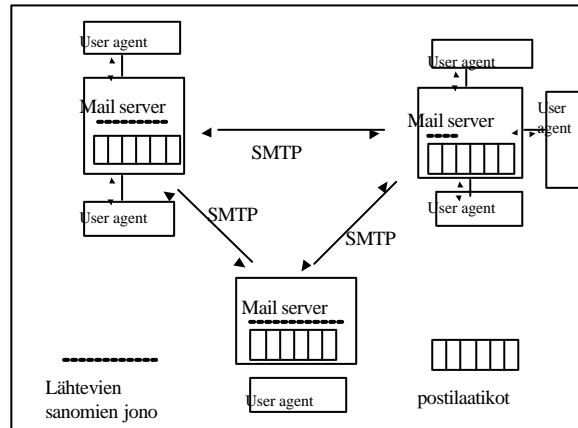 User agent
User agent
Mail server
Mail server
User
agent
SMTP
User agent
User agent
SMTP
SMTP
Mail server
Lähtevien
sanomien jono
postilaatikot
User agent